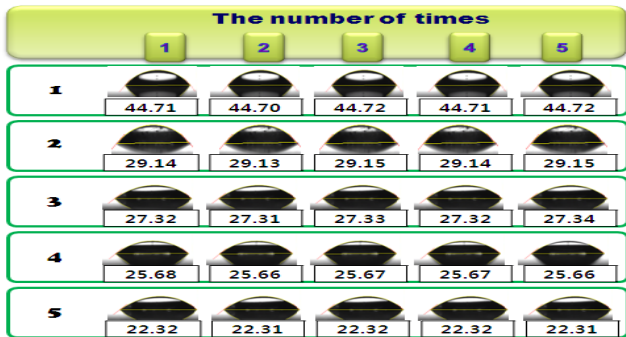 The number of times
1 2 3 4 5
1
44.71 44.70 44.72 44.71 44.72
2
29.14 29.13 29.15 29.14 29.15
3
27.32 27.31 27.33 27.32 27.34
4
25.68 25.66 25.67 25.67 25.66
5
22.32 22.31 22.32 22.32 22.31